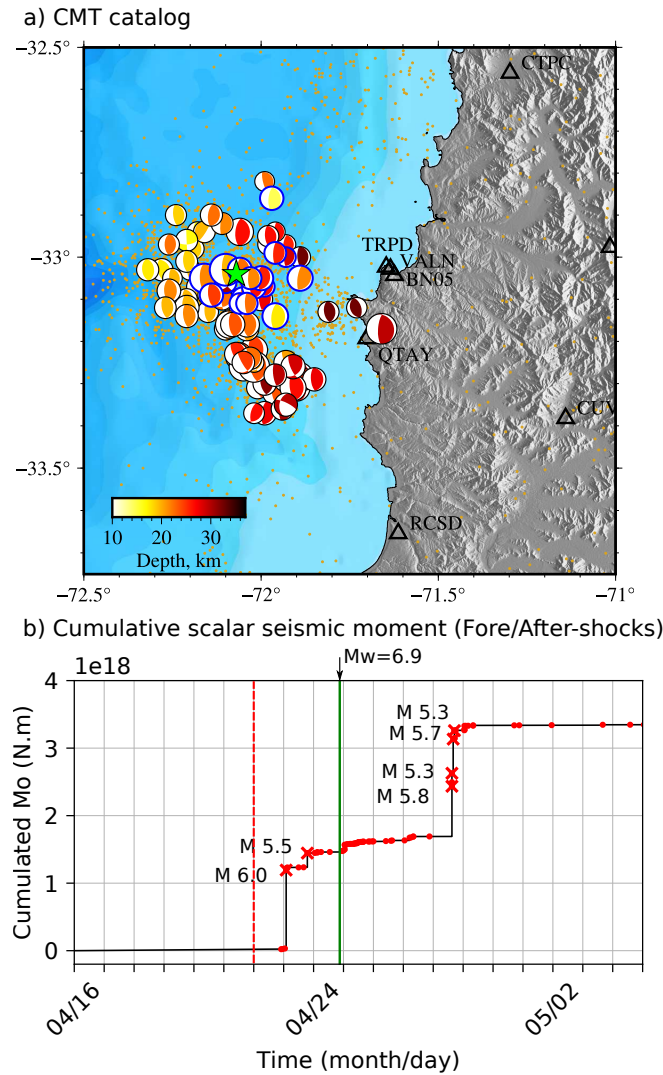 a) CMT catalog
−32.5°
CTPC
−33°
TRPD
VALN
BN05
QTAY
CUV
−33.5°
RCSD
10 20 30
Depth, km
−72.5° −72° −71.5° −71°
b) Cumulative scalar seismic moment (Fore/After-shocks)
1e18
Mw=6.9
4
M 5.3
M 5.7
3
M 5.3
M 5.8
2
M 5.5
M 6.0
1
0
Cumulated Mo (N.m)
04/16 04/24 05/02
Time (month/day)